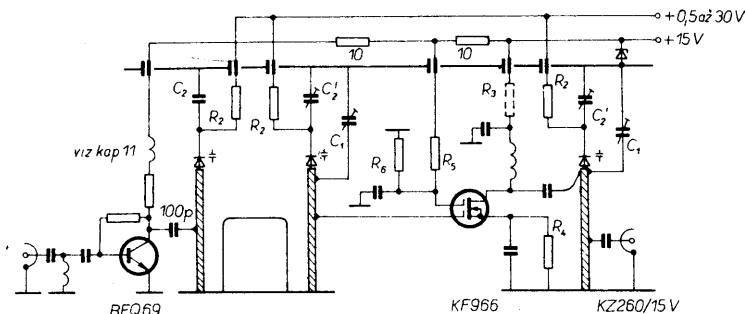 +0,5 až 30 V
+15 V
10
10
C2
R2
R2
C2'
C1
R3
R2
C2'
C1
viz kap 11
R6
R5
100p
R4
BFQ69
KF966
KZ260/15 V